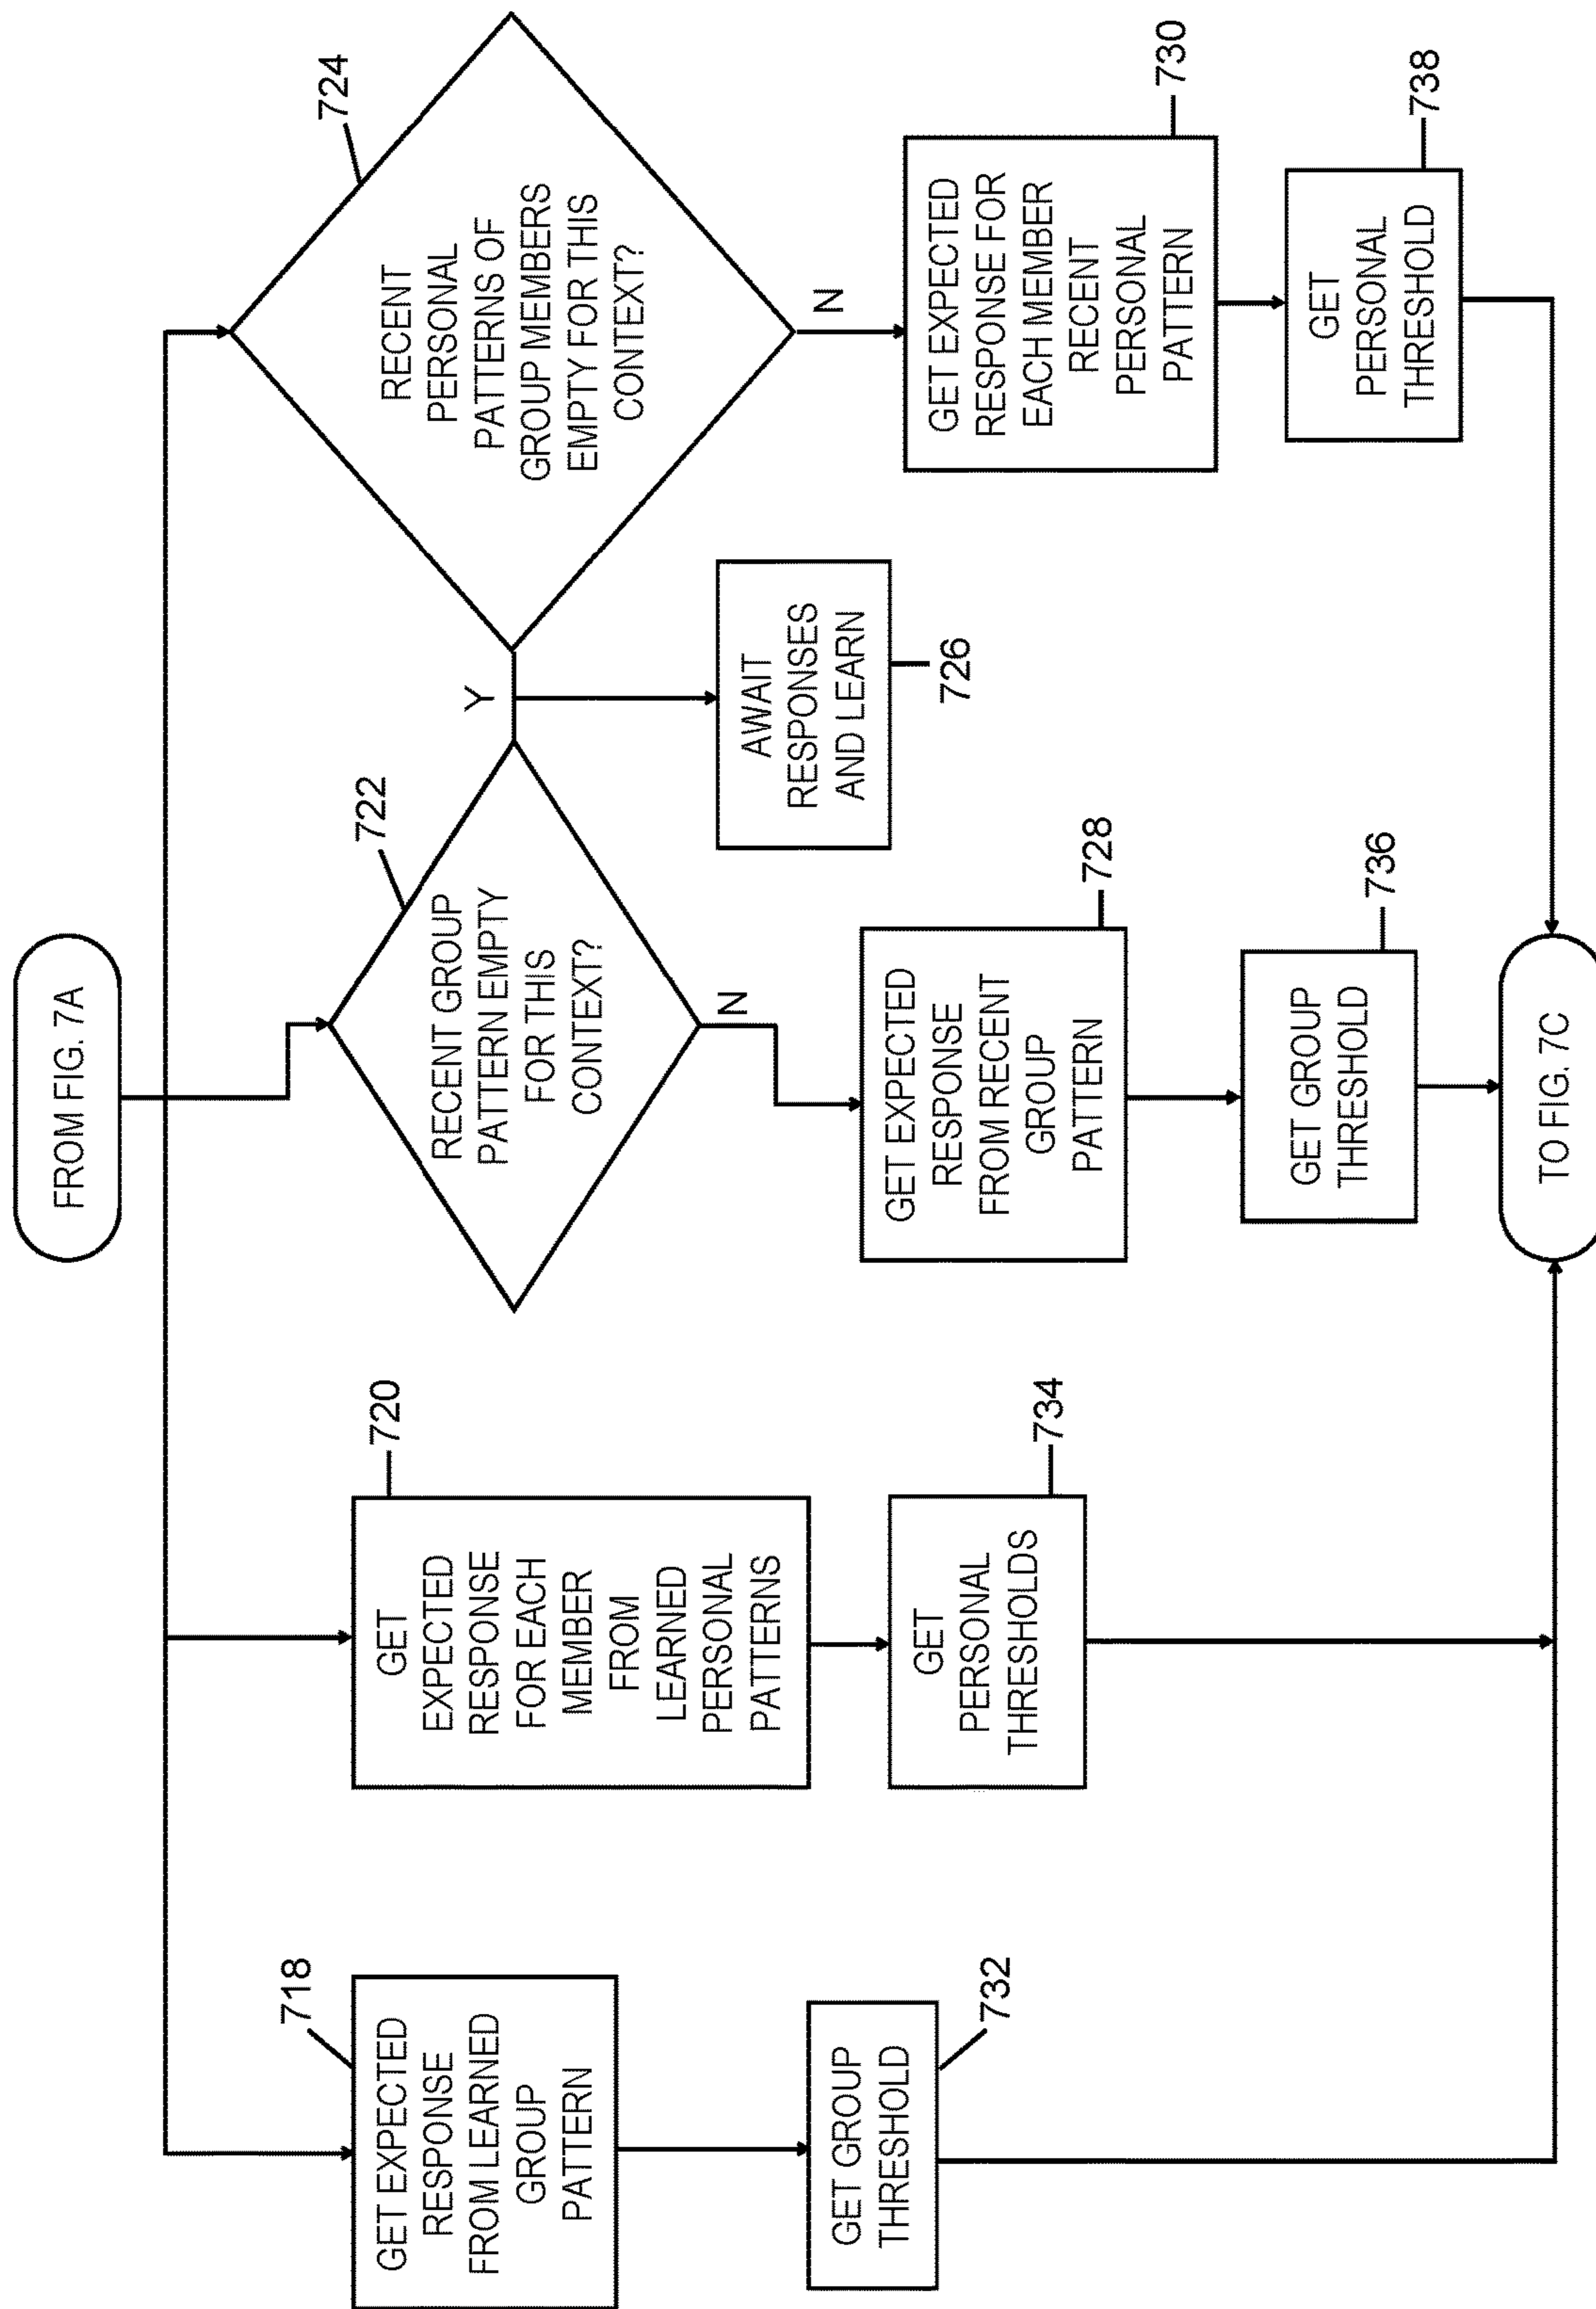 FROM FIG. 7A
718
GET EXPECTED
RESPONSE
FROM LEARNED
GROUP
PATTERN
720
GET
EXPECTED
RESPONSE
FOR EACH
MEMBER
FROM
LEARNED
PERSONAL
PATTERNS
722
RECENT GROUP
PATTERN EMPTY
FOR THIS
CONTEXT?
724
RECENT
PERSONAL
PATTERNS OF
GROUP MEMBERS
EMPTY FOR THIS
CONTEXT?
Y
N
N
AWAIT
RESPONSES
AND LEARN
726
732
GET GROUP
THRESHOLD
734
GET
PERSONAL
THRESHOLDS
728
GET EXPECTED
RESPONSE
FROM RECENT
GROUP
PATTERN
730
GET EXPECTED
RESPONSE FOR
EACH MEMBER
RECENT
PERSONAL
PATTERN
736
GET GROUP
THRESHOLD
738
GET
PERSONAL
THRESHOLD
TO FIG. 7C